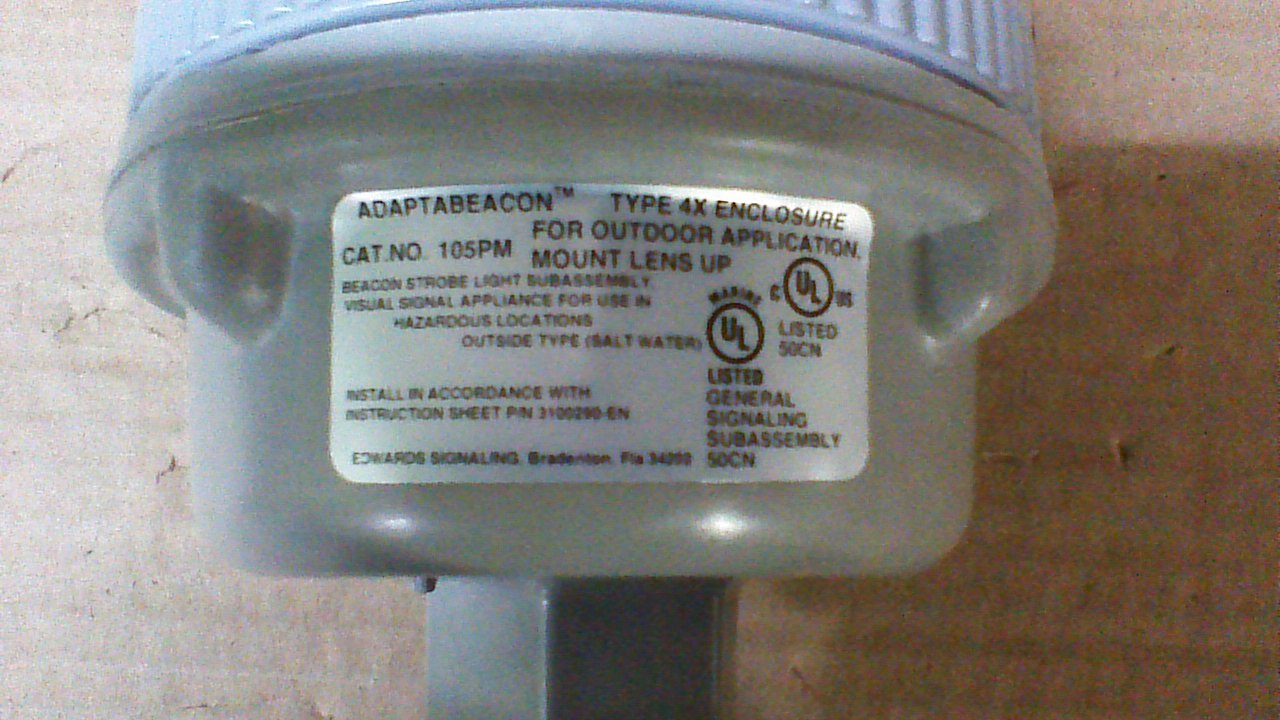 ADAPTABEACON™ TYPE 4X ENCLOSURE
CAT.NO. 105PM
FOR OUTDOOR APPLICATION.
MOUNT LENS UP
BEACON STROBE LIGHT SUBASSEMBLY
VISUAL SIGNAL APPLIANCE FOR USE IN
HAZARDOUS LOCATIONS
OUTSIDE TYPE (SALT WATER)
C UL US
LISTED
50CN
MARINE
UL
LISTED
GENERAL
SIGNALING
SUBASSEMBLY
50CN
INSTALL IN ACCORDANCE WITH
INSTRUCTION SHEET P/N 3100290-EN
EDWARDS SIGNALING, Bradenton, Fla